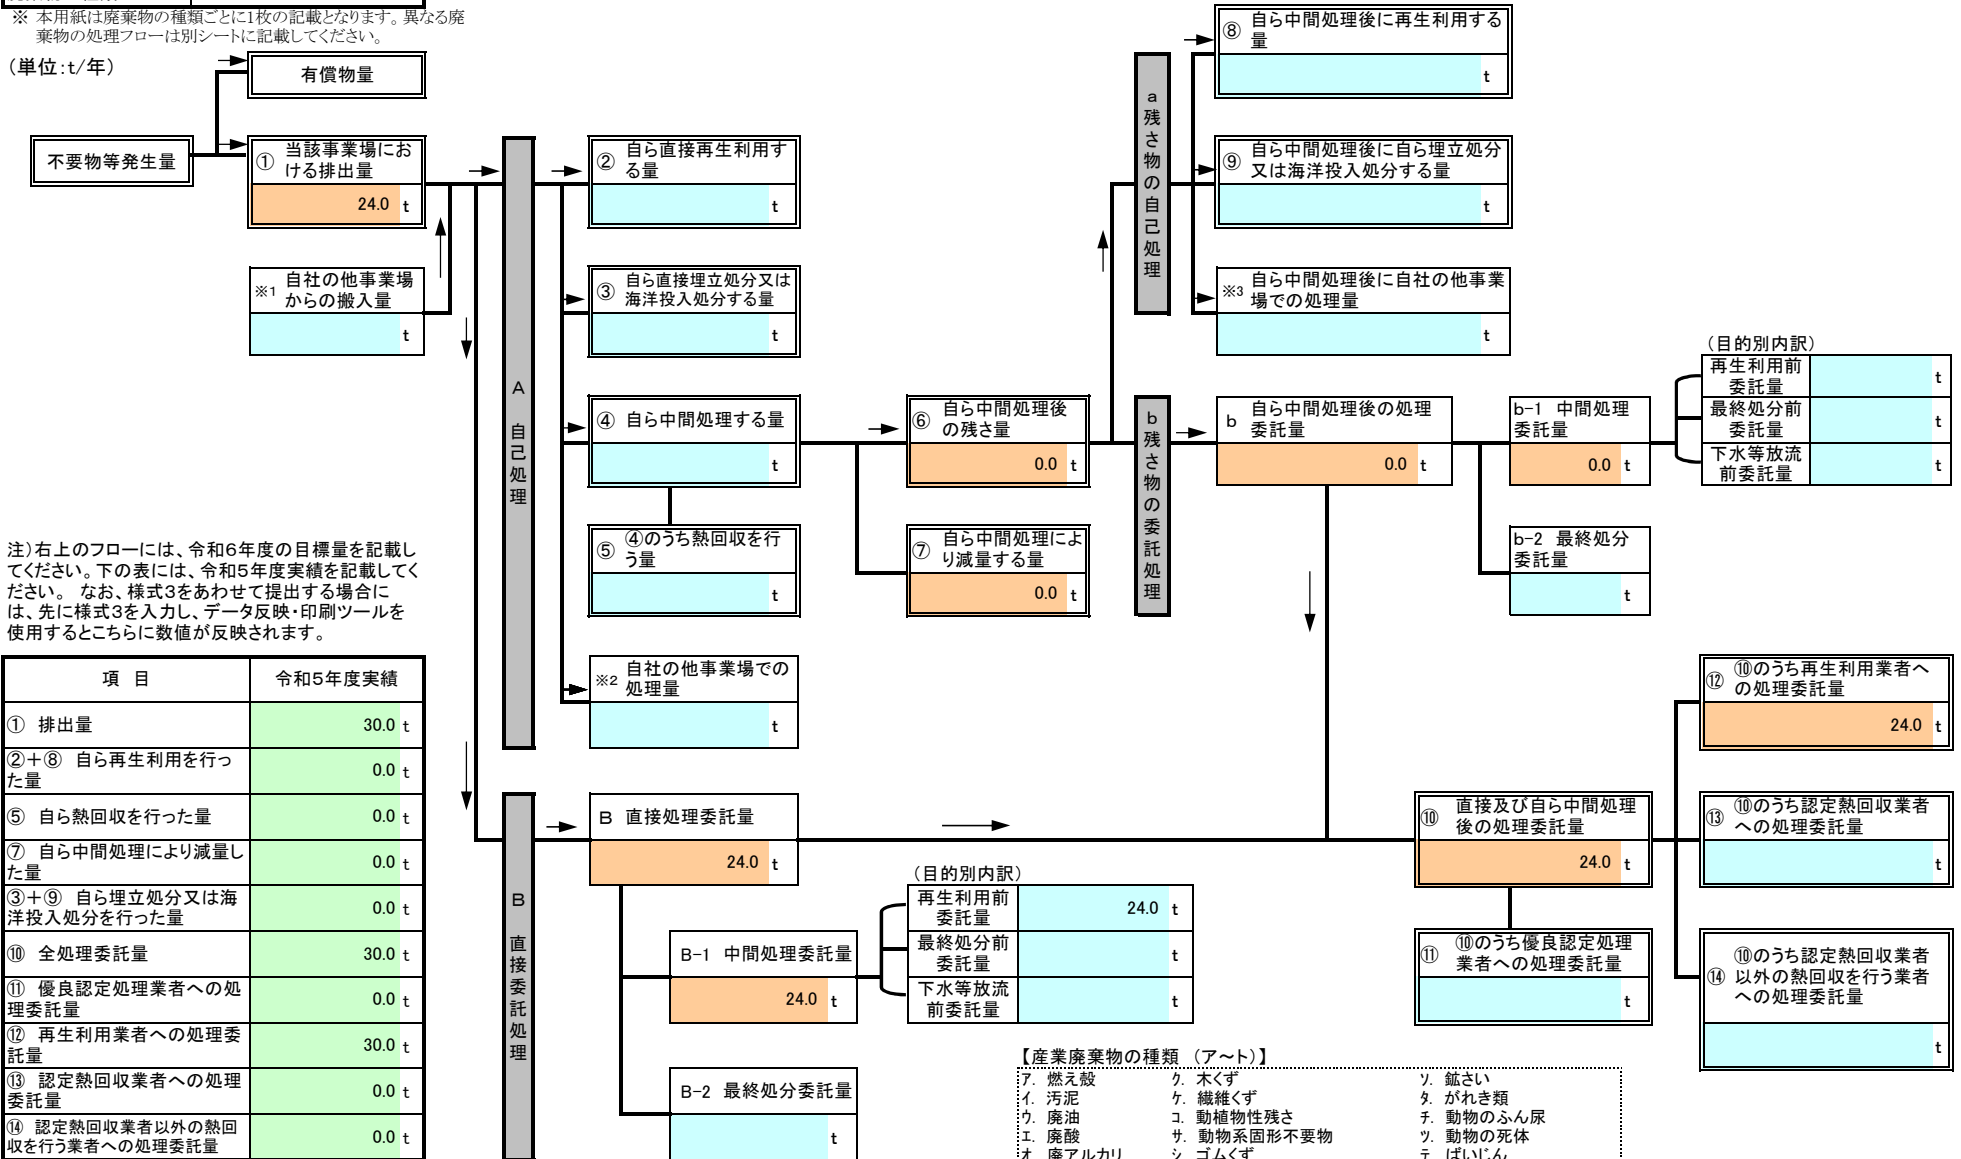 ※ 本用紙は廃棄物の種類ごとに1枚の記載となります。異なる廃
棄物の処理フローは別シートに記載してください。
(単位:t/年)
有償物量
不要物等発生量
① 当該事業場にお
ける排出量
24.0 t
※1 自社の他事業場
からの搬入量
t
A 自己処理
② 自ら直接再生利用す
る量
t
③ 自ら直接埋立処分又は
海洋投入処分する量
t
④ 自ら中間処理する量
t
⑤ ④のうち熱回収を行
う量
t
※2 自社の他事業場での
処理量
t
⑥ 自ら中間処理後
の残さ量
0.0 t
⑦ 自ら中間処理によ
り減量する量
0.0 t
a残さ物の自己処理
⑧ 自ら中間処理後に再生利用する
量
t
⑨ 自ら中間処理後に自ら埋立処分
又は海洋投入処分する量
t
※3 自ら中間処理後に自社の他事業
場での処理量
t
b残さ物の委託処理
b 自ら中間処理後の処理
委託量
0.0 t
b-1 中間処理
委託量
0.0 t
b-2 最終処分
委託量
t
(目的別内訳)
再生利用前
委託量
t
最終処分前
委託量
t
下水等放流
前委託量
t
注)右上のフローには、令和6年度の目標量を記載し
てください。下の表には、令和5年度実績を記載してく
ださい。 なお、様式3をあわせて提出する場合に
は、先に様式3を入力し、データ反映・印刷ツールを
使用するとこちらに数値が反映されます。
項 目 令和5年度実績
① 排出量 30.0 t
②+⑧ 自ら再生利用を行っ
た量 0.0 t
⑤ 自ら熱回収を行った量 0.0 t
⑦ 自ら中間処理により減量し
た量 0.0 t
③+⑨ 自ら埋立処分又は海
洋投入処分を行った量 0.0 t
⑩ 全処理委託量 30.0 t
⑪ 優良認定処理業者への処
理委託量 0.0 t
⑫ 再生利用業者への処理委
託量 30.0 t
⑬ 認定熱回収業者への処理
委託量 0.0 t
⑭ 認定熱回収業者以外の熱回
収を行う業者への処理委託量 0.0 t
B 直接委託処理
B 直接処理委託量
24.0 t
B-1 中間処理委託量
24.0 t
B-2 最終処分委託量
t
(目的別内訳)
再生利用前
委託量
24.0 t
最終処分前
委託量
t
下水等放流
前委託量
t
⑩ 直接及び自ら中間処理
後の処理委託量
24.0 t
⑪ ⑩のうち優良認定処理
業者への処理委託量
t
⑫ ⑩のうち再生利用業者へ
の処理委託量
24.0 t
⑬ ⑩のうち認定熱回収業者
への処理委託量
t
⑭ ⑩のうち認定熱回収業者
以外の熱回収を行う業者
への処理委託量
t
【産業廃棄物の種類 (ア~ト)】
ア. 燃え殻 ク. 木くず ソ. 鉱さい
イ. 汚泥 ケ. 繊維くず タ. がれき類
ウ. 廃油 コ. 動植物性残さ チ. 動物のふん尿
エ. 廃酸 サ. 動物系固形不要物 ツ. 動物の死体
オ. 廃アルカリ シ. ゴムくず テ. ばいじん